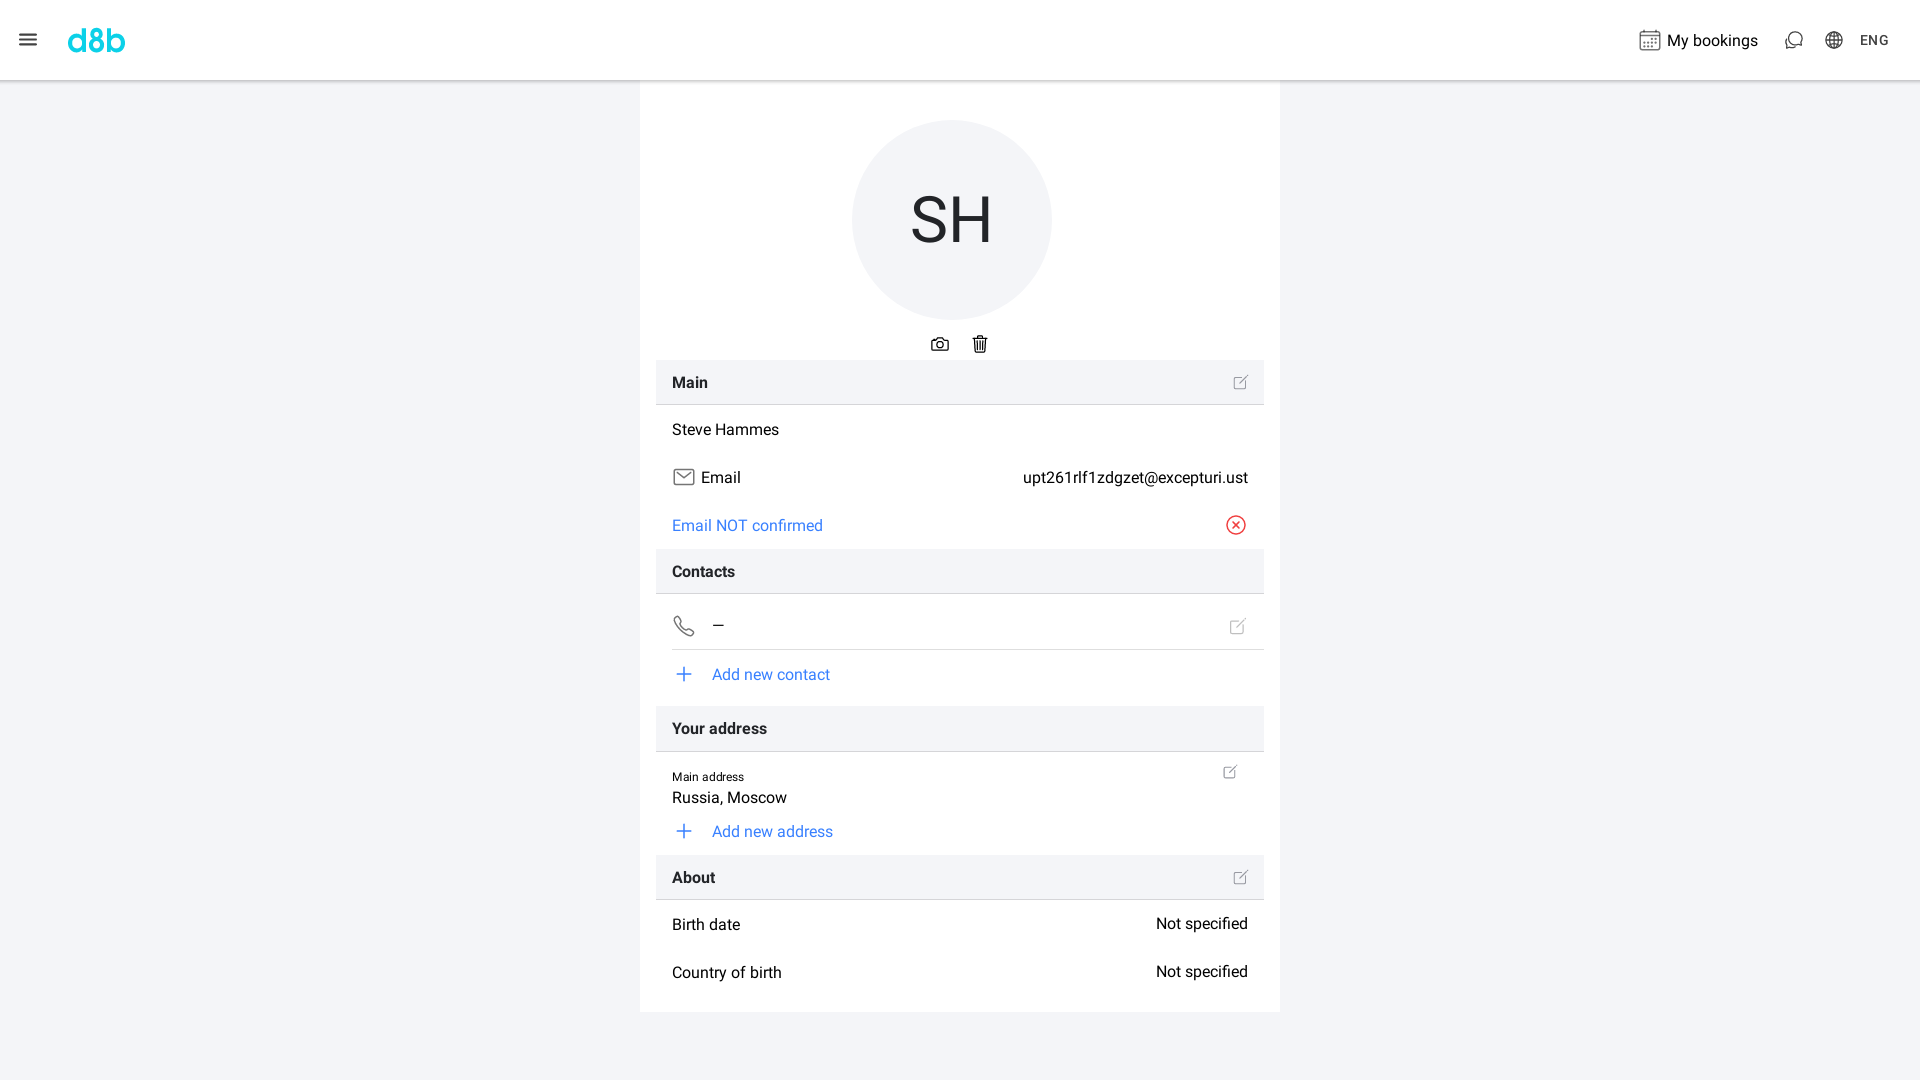 d8b
My bookings
ENG
SH
Main
Steve Hammes
Email
upt261rlf1zdgzet@excepturi.ust
Email NOT confirmed
Contacts
—
Add new contact
Your address
Main address
Russia, Moscow
Add new address
About
Birth date
Not specified
Country of birth
Not specified